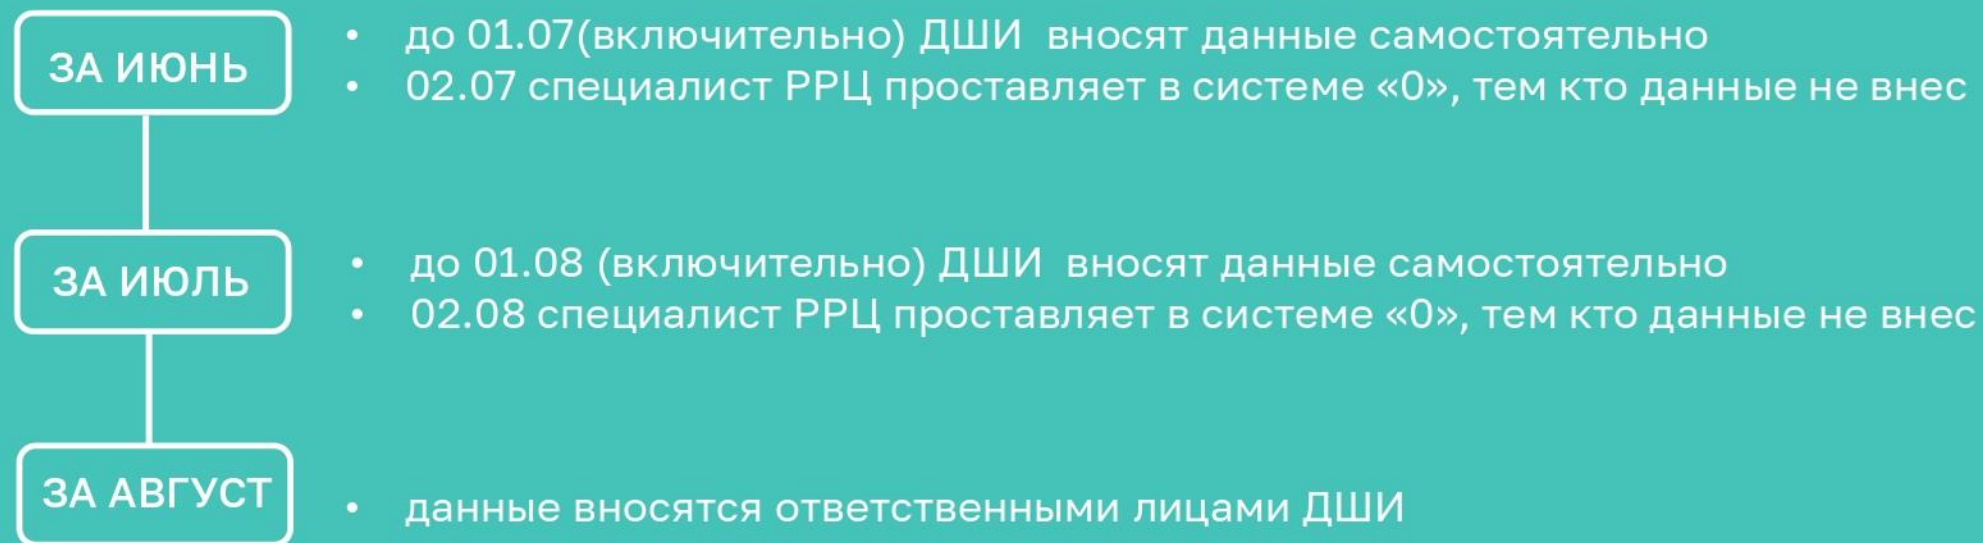 ЗА ИЮНЬ
• до 01.07(включительно) ДШИ вносят данные самостоятельно
• 02.07 специалист РРЦ проставляет в системе «0», тем кто данные не внес
ЗА ИЮЛЬ
• до 01.08 (включительно) ДШИ вносят данные самостоятельно
• 02.08 специалист РРЦ проставляет в системе «0», тем кто данные не внес
ЗА АВГУСТ
• данные вносятся ответственными лицами ДШИ